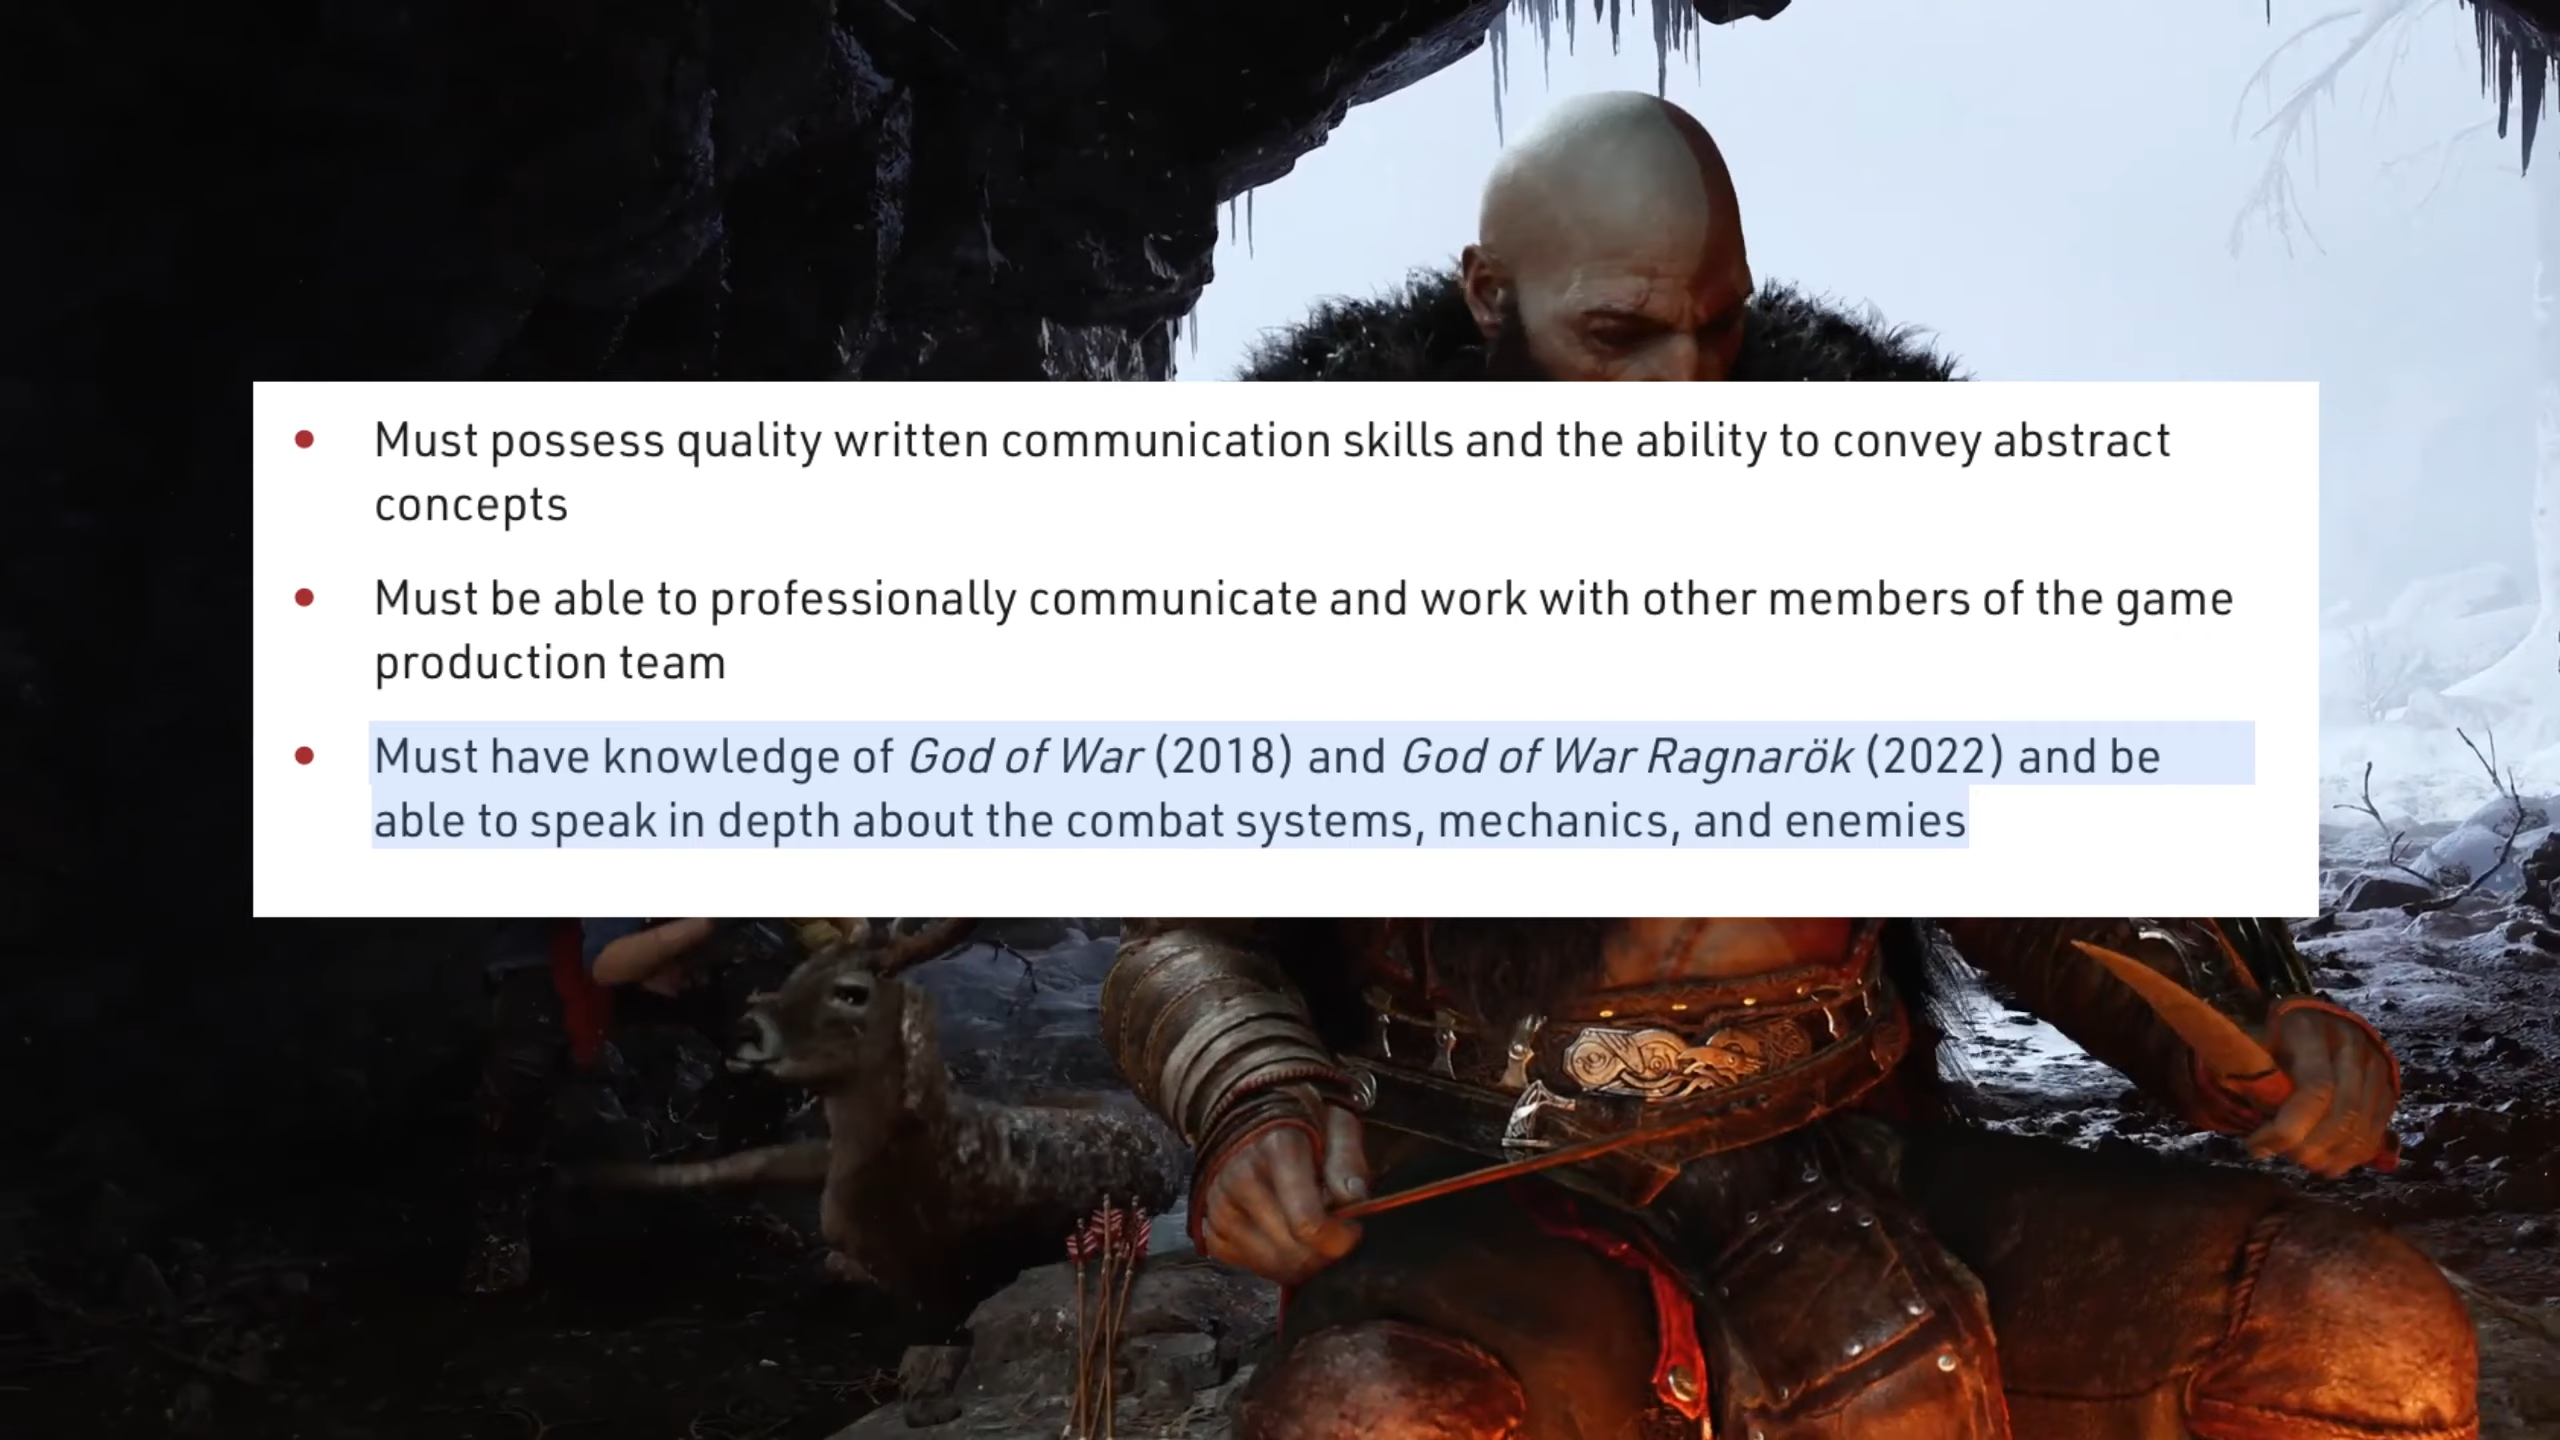 Must possess quality written communication skills and the ability to convey abstract
concepts
Must be able to professionally communicate and work with other members of the game
production team
Must have knowledge of God of War (2018) and God of War Ragnarök (2022) and be
able to speak in depth about the combat systems, mechanics, and enemies